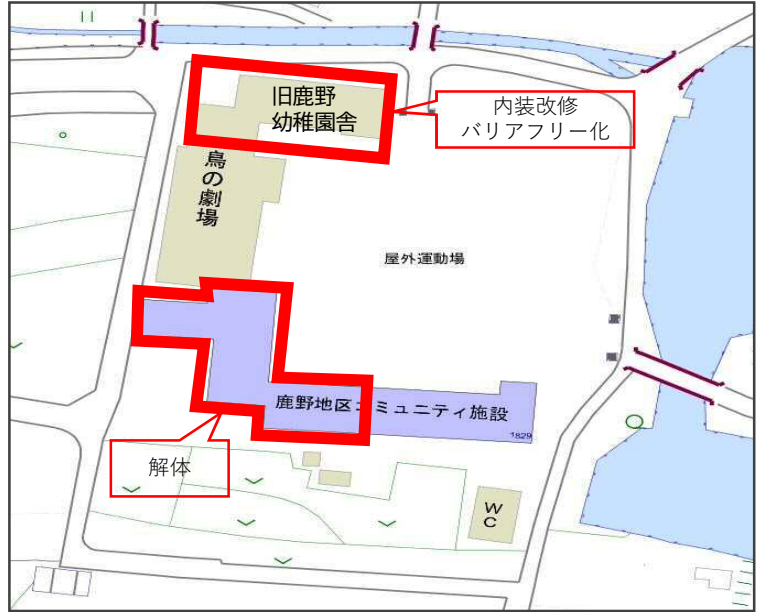 旧鹿野
幼稚園舎
内装改修
バリアフリー化
鳥の劇場
屋外運動場
鹿野地区コミュニティ施設
1829
解体
WC